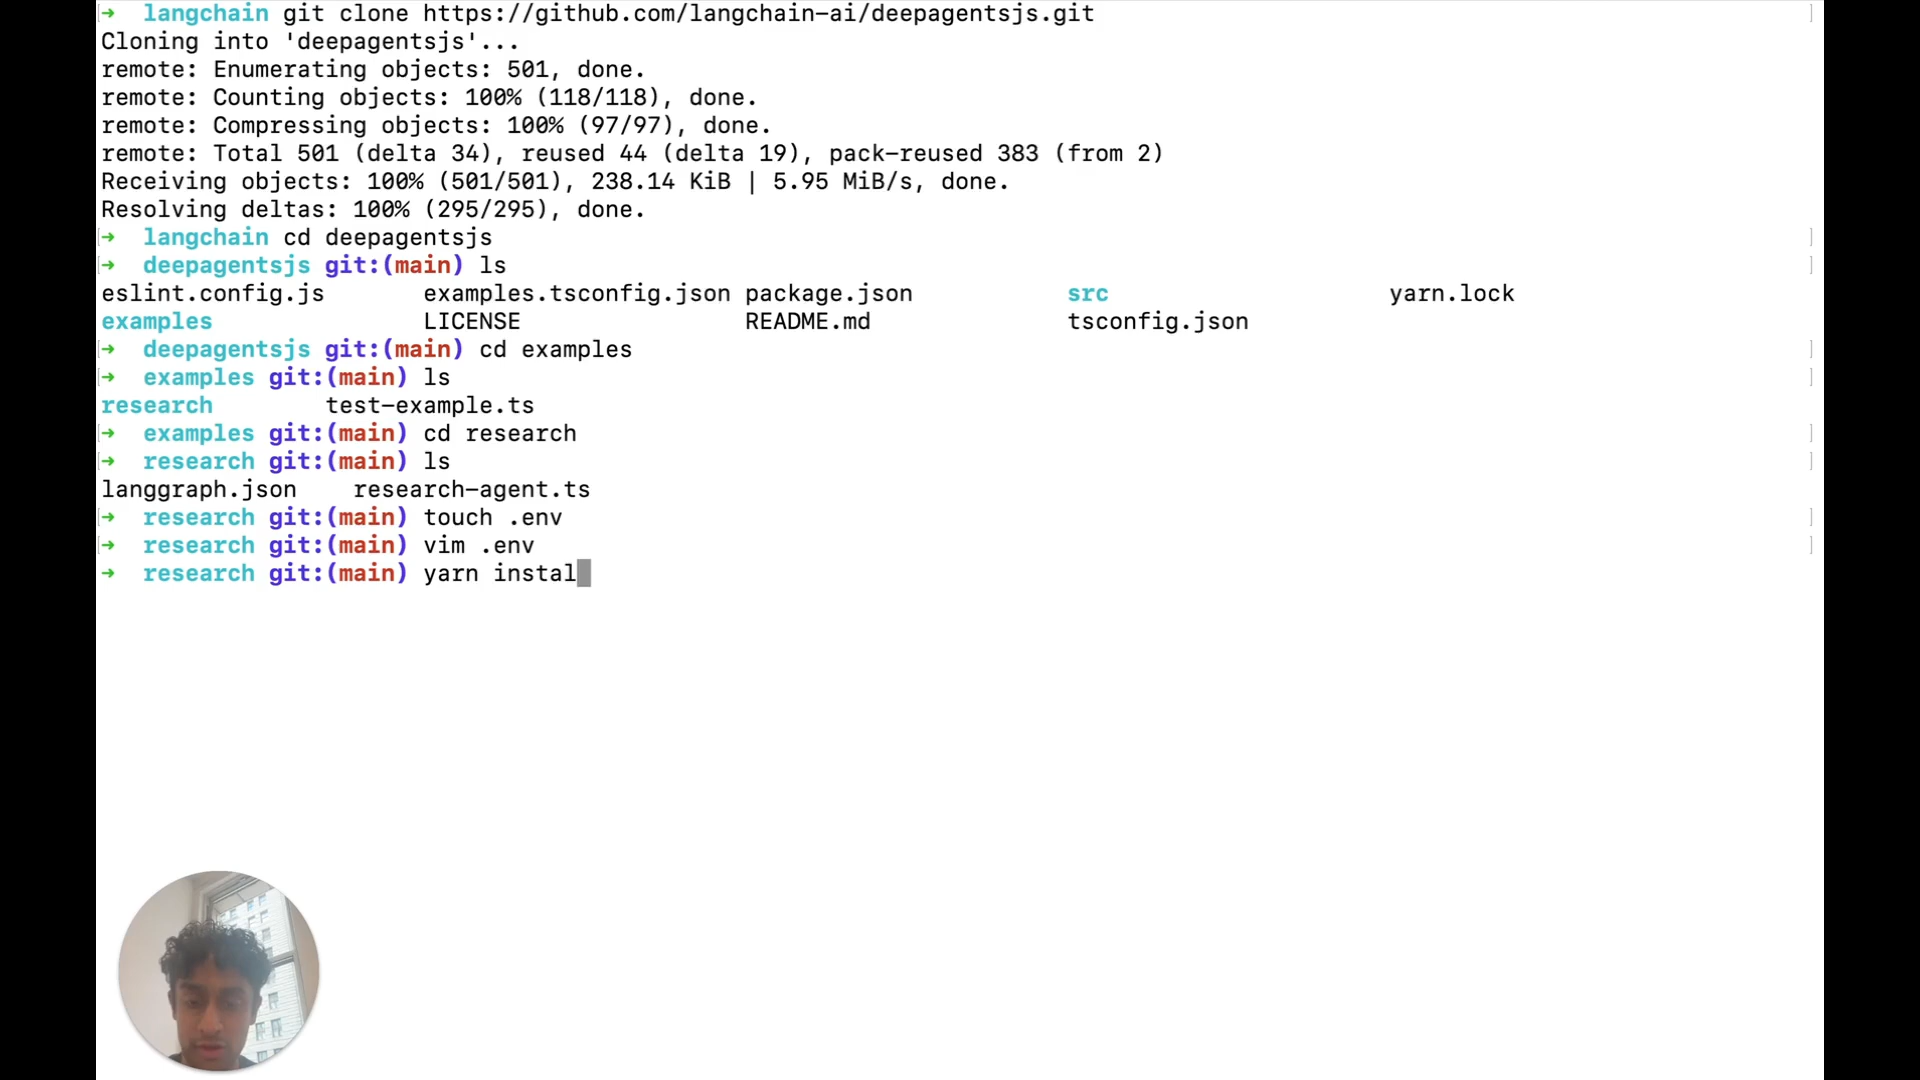 → langchain git clone https://github.com/langchain-ai/deepagentsjs.git
Cloning into 'deepagentsjs'...
remote: Enumerating objects: 501, done.
remote: Counting objects: 100% (118/118), done.
remote: Compressing objects: 100% (97/97), done.
remote: Total 501 (delta 34), reused 44 (delta 19), pack-reused 383 (from 2)
Receiving objects: 100% (501/501), 238.14 KiB | 5.95 MiB/s, done.
Resolving deltas: 100% (295/295), done.
→ langchain cd deepagentsjs
→ deepagentsjs git:(main) ls
eslint.config.js examples.tsconfig.json package.json src yarn.lock
examples LICENSE README.md tsconfig.json
→ deepagentsjs git:(main) cd examples
→ examples git:(main) ls
research test-example.ts
→ examples git:(main) cd research
→ research git:(main) ls
langgraph.json research-agent.ts
→ research git:(main) touch .env
→ research git:(main) vim .env
→ research git:(main) yarn instal